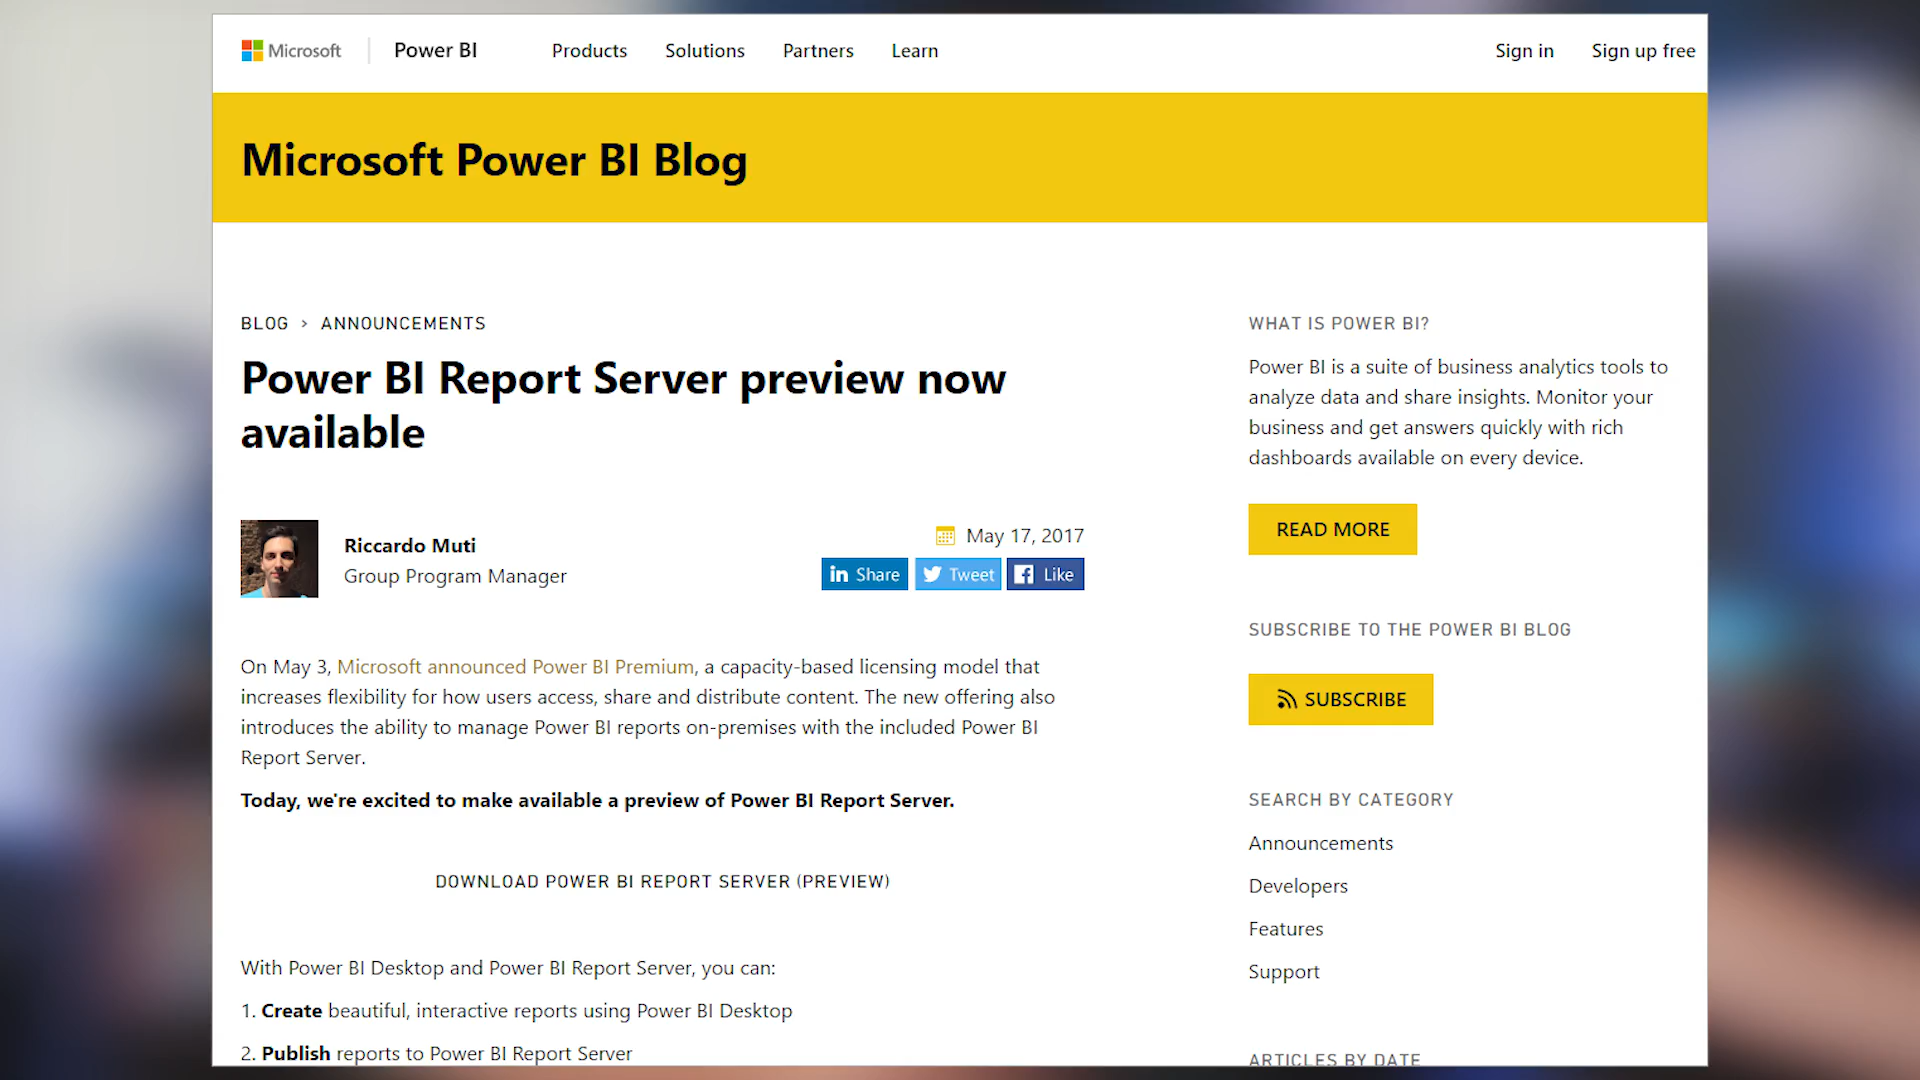 Microsoft
Power BI
Products
Solutions
Partners
Learn
Sign in
Sign up free
Microsoft Power BI Blog
BLOG > ANNOUNCEMENTS
Power BI Report Server preview now
available
Riccardo Muti
Group Program Manager
May 17, 2017
in Share
Tweet
Like
On May 3, Microsoft announced Power BI Premium, a capacity-based licensing model that
increases flexibility for how users access, share and distribute content. The new offering also
introduces the ability to manage Power BI reports on-premises with the included Power BI
Report Server.
Today, we're excited to make available a preview of Power BI Report Server.
DOWNLOAD POWER BI REPORT SERVER (PREVIEW)
With Power BI Desktop and Power BI Report Server, you can:
1. Create beautiful, interactive reports using Power BI Desktop
2. Publish reports to Power BI Report Server
WHAT IS POWER BI?
Power BI is a suite of business analytics tools to
analyze data and share insights. Monitor your
business and get answers quickly with rich
dashboards available on every device.
READ MORE
SUBSCRIBE TO THE POWER BI BLOG
SUBSCRIBE
SEARCH BY CATEGORY
Announcements
Developers
Features
Support
ARTICLES BY DATE